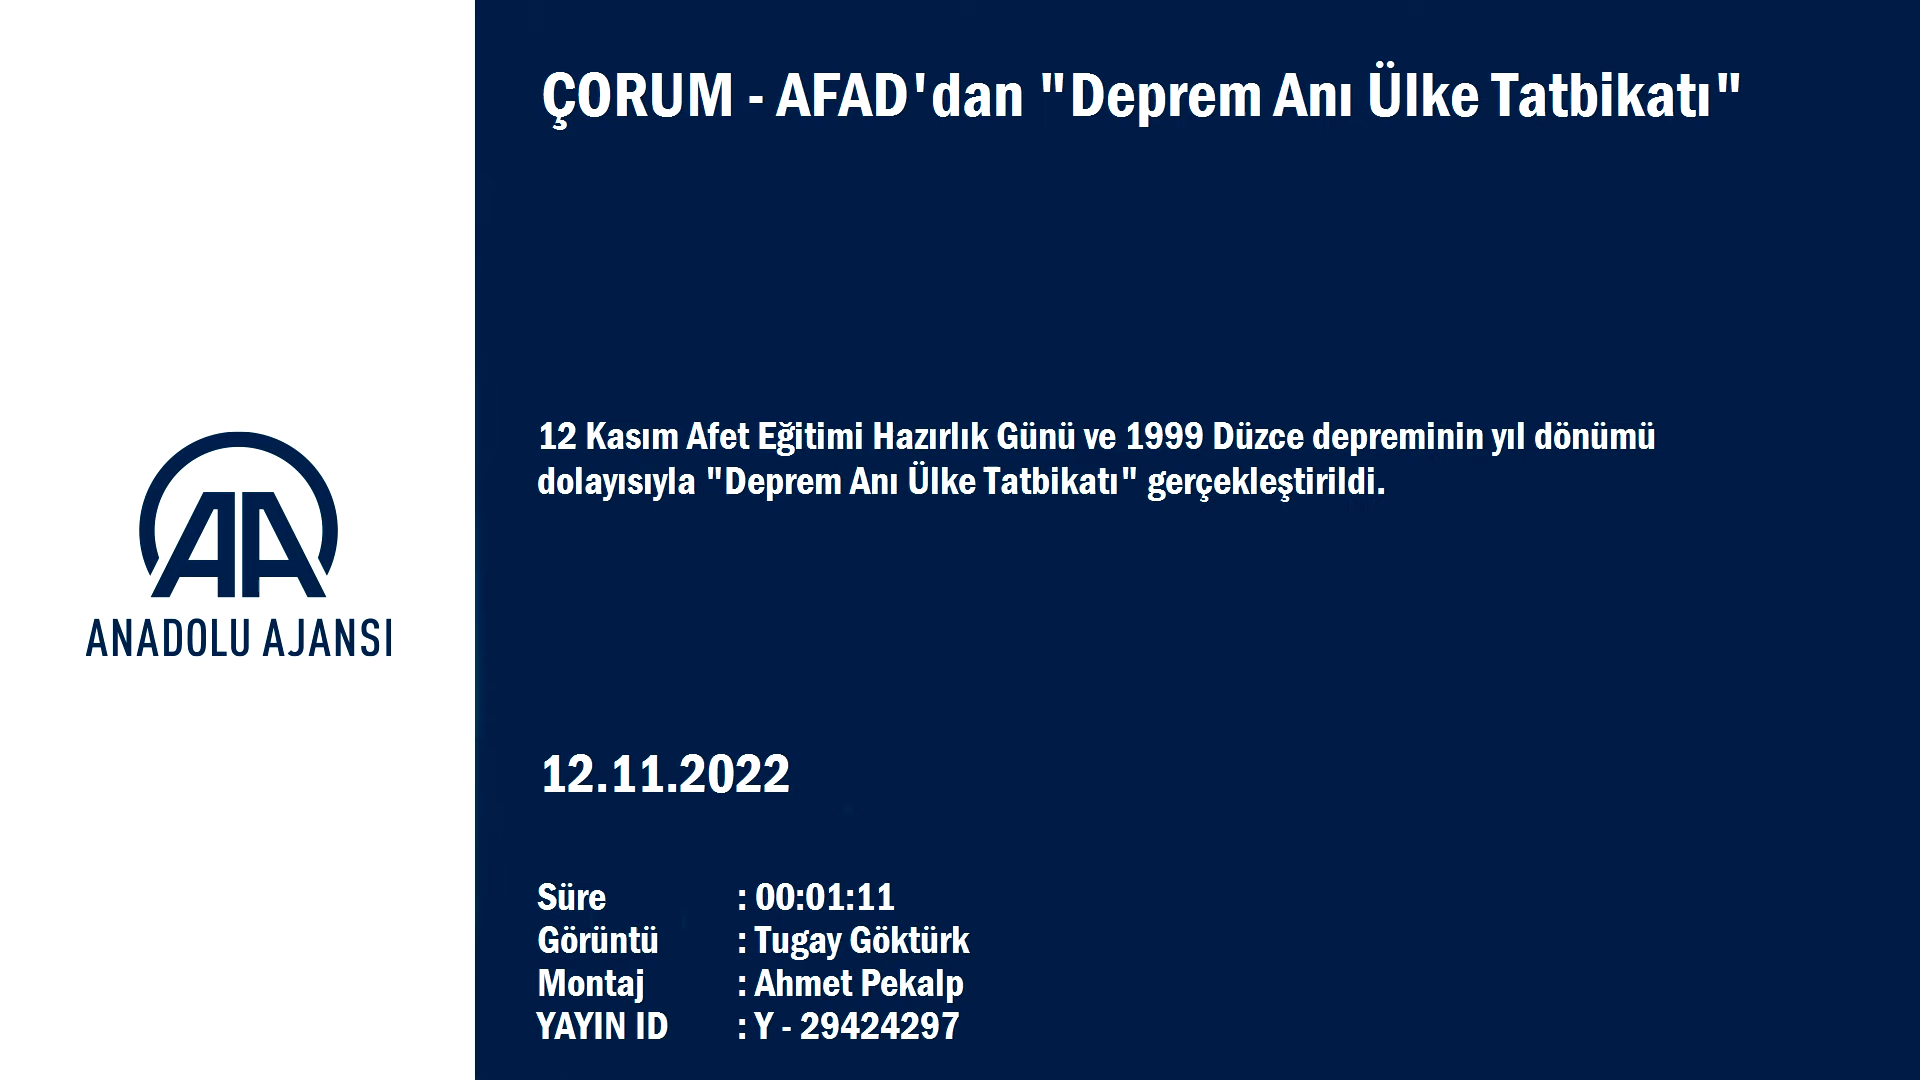 AA
ANADOLU AJANSI
ÇORUM - AFAD'dan "Deprem Anı Ülke Tatbikatı"
12 Kasım Afet Eğitimi Hazırlık Günü ve 1999 Düzce depreminin yıl dönümü
dolayısıyla "Deprem Anı Ülke Tatbikatı" gerçekleştirildi.
12.11.2022
Süre : 00:01:11
Görüntü : Tugay Göktürk
Montaj : Ahmet Pekalp
YAYIN ID : Y - 29424297